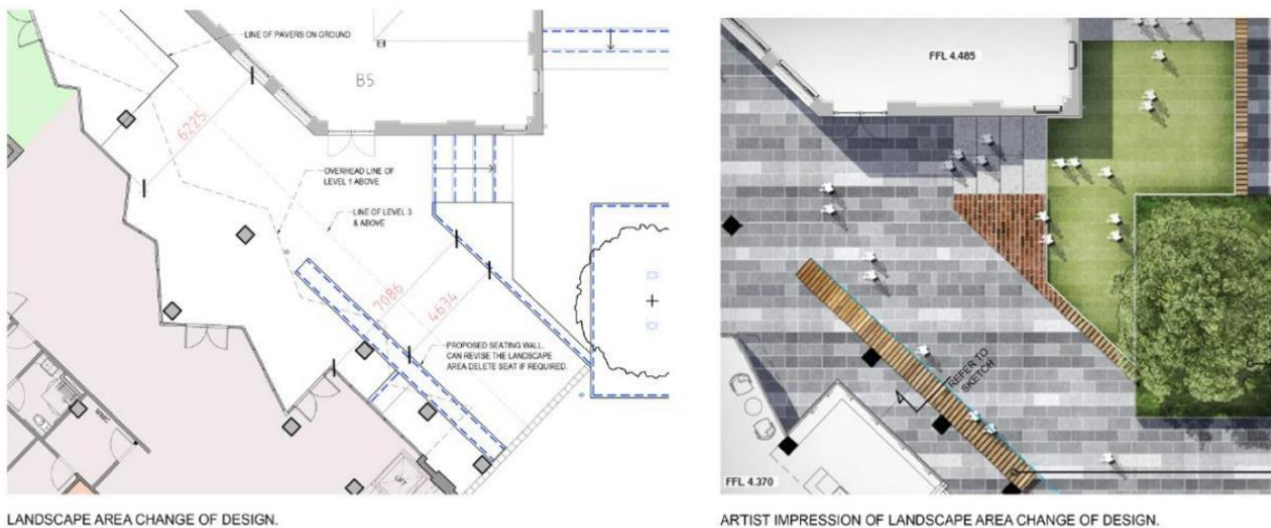 LINE OF PAVERS ON GROUND
B5
6225
OVERHEAD LINE OF
LEVEL 1 ABOVE
LINE OF LEVEL 3
& ABOVE
7086
4634
PROPOSED SEATING WALL.
CAN REVISE THE LANDSCAPE
AREA DELETE SEAT IF REQUIRED.
LIFT
LANDSCAPE AREA CHANGE OF DESIGN.
FFL 4.485
REFER TO
SKETCH
FFL 4.370
ARTIST IMPRESSION OF LANDSCAPE AREA CHANGE OF DESIGN.